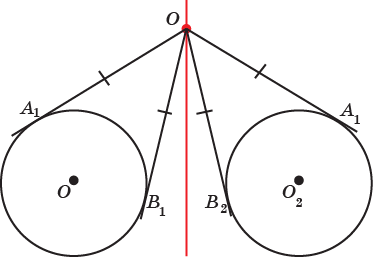 O
A₁ A₁
O B₁ B₂ O₂